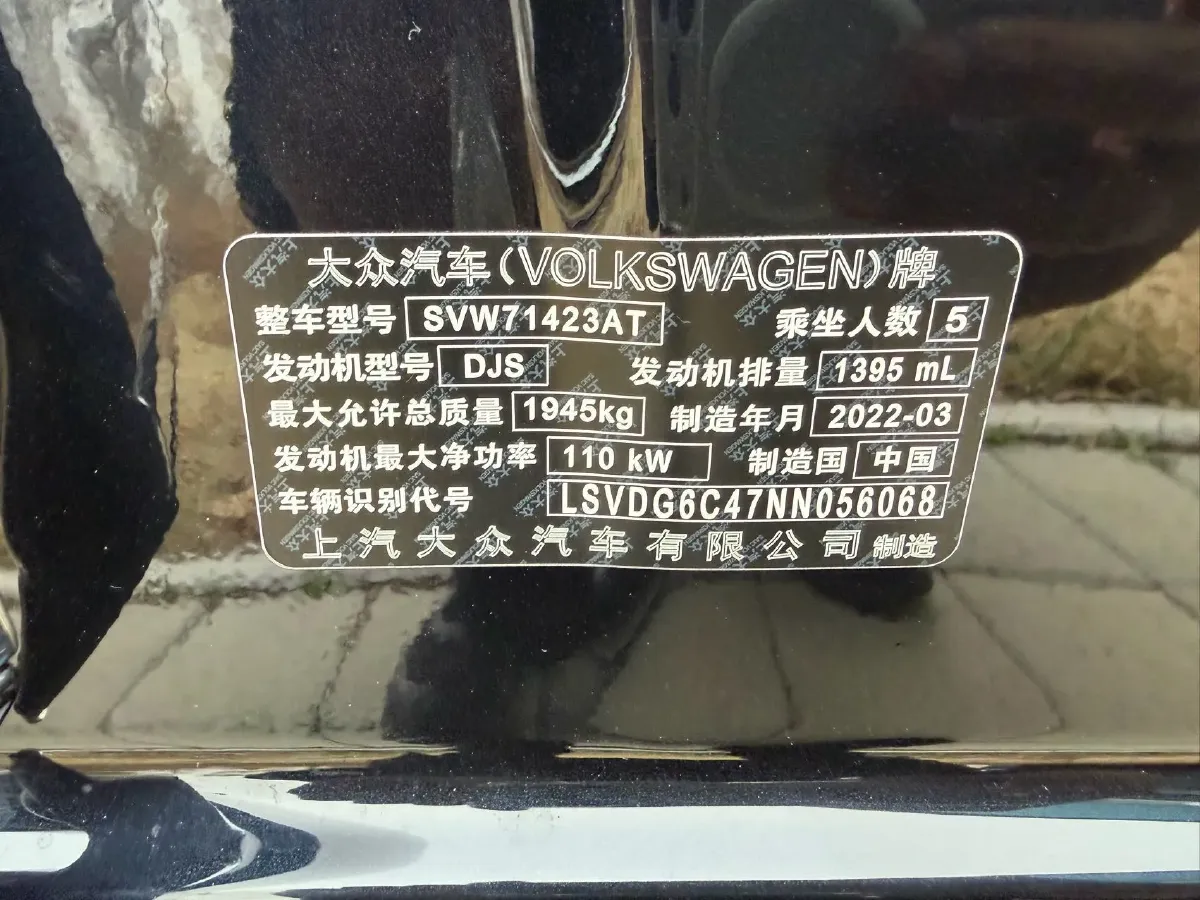 大众汽车(VOLKSWAGEN)牌
整车型号 SVW71423AT 乘坐人数 5
发动机型号 DJS 发动机排量 1395 mL
最大允许总质量 1945kg 制造年月 2022-03
发动机最大净功率 110 kW 制造国 中国
车辆识别代号 LSVDG6C47NN056068
上汽大众汽车有限公司 制造